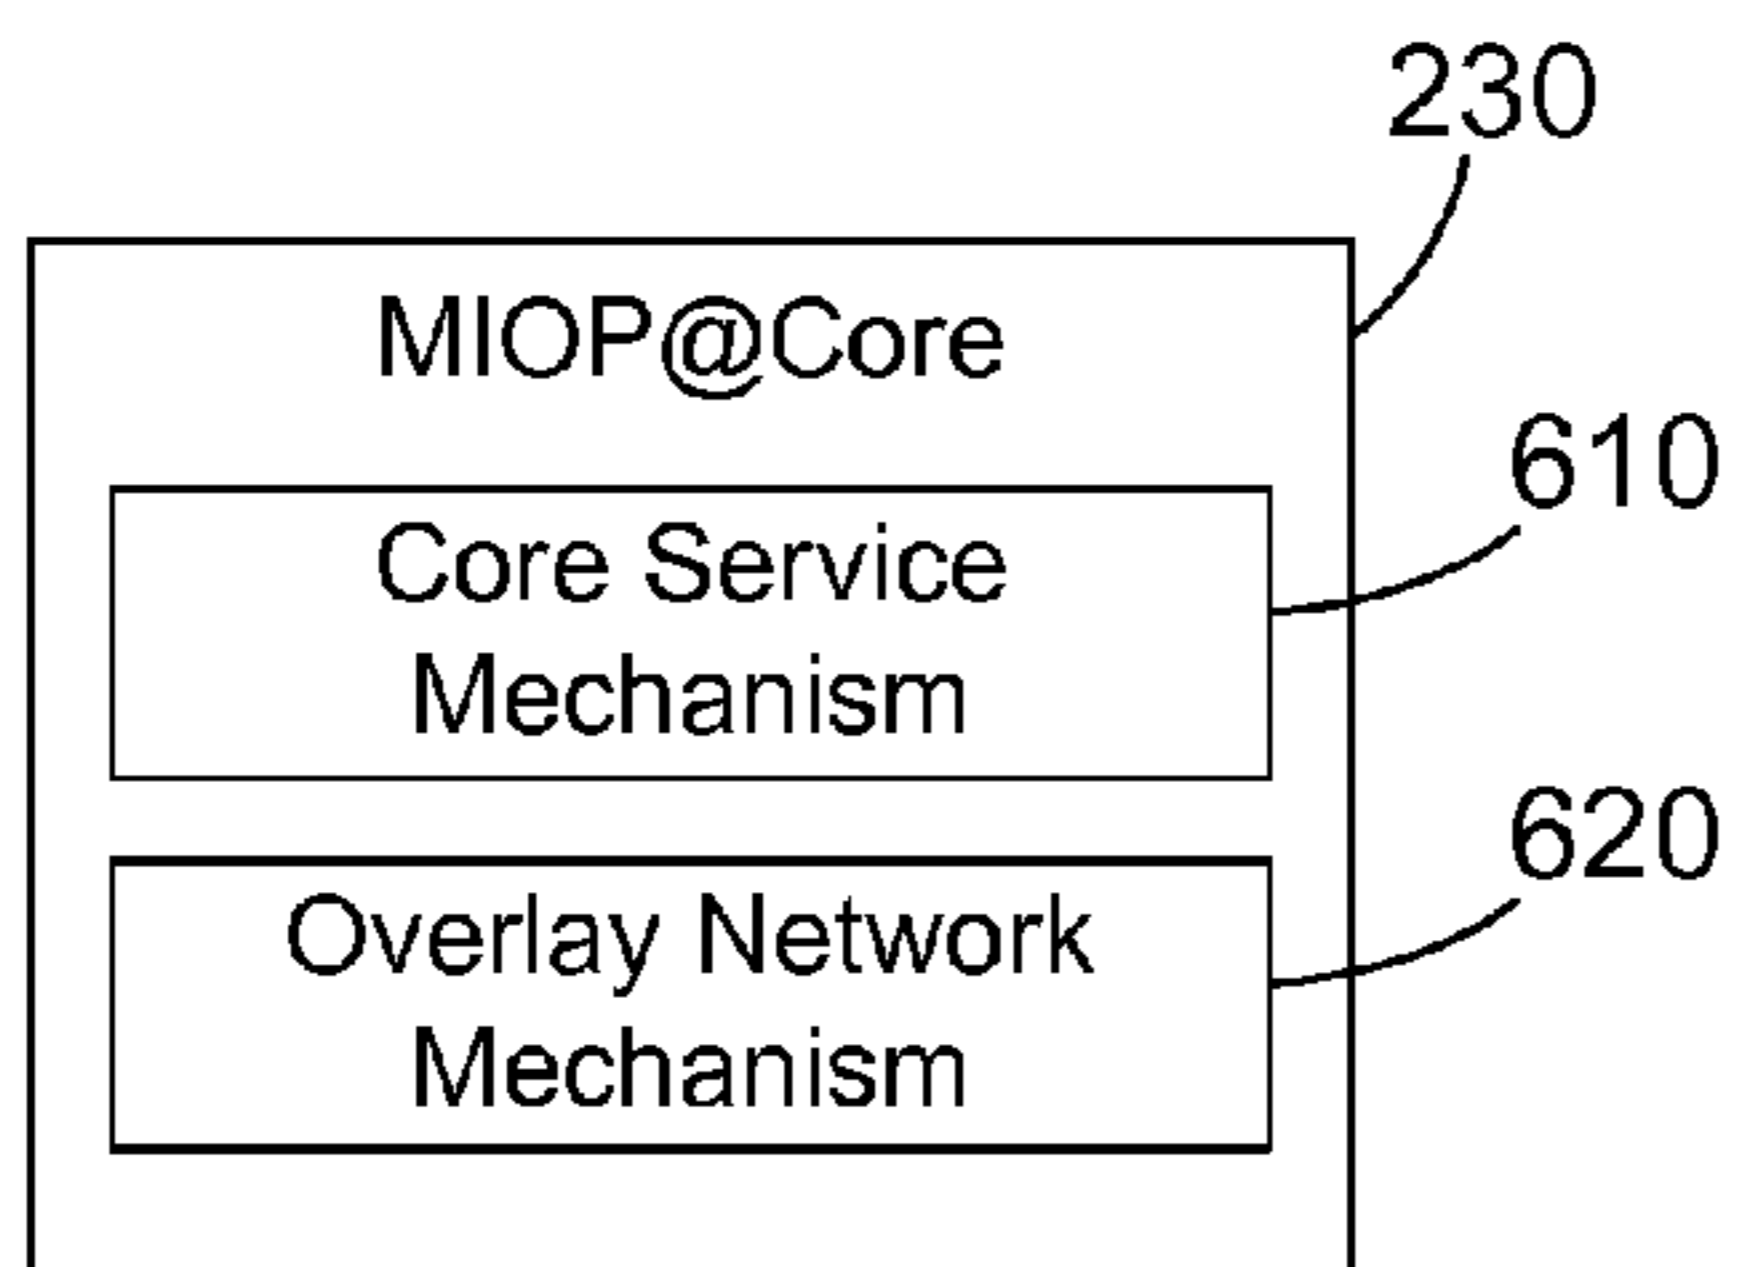 230
MIOP@Core
610
Core Service
Mechanism
620
Overlay Network
Mechanism